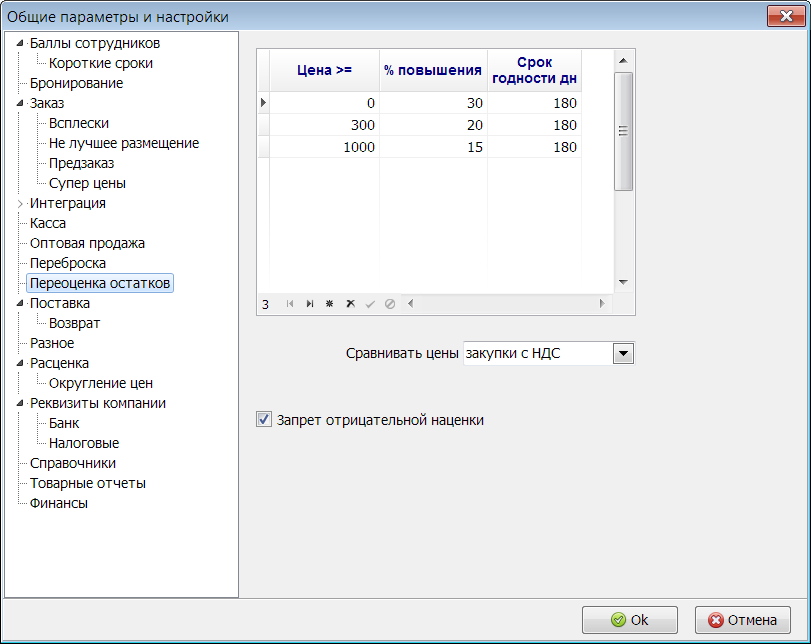 Общие параметры и настройки
Баллы сотрудников
Короткие сроки
Бронирование
Заказ
Всплески
Не лучшее размещение
Предзаказ
Супер цены
Интеграция
Касса
Оптовая продажа
Переброска
Переоценка остатков
Поставка
Возврат
Разное
Расценка
Округление цен
Реквизиты компании
Банк
Налоговые
Справочники
Товарные отчеты
Финансы
Цена >= % повышения Срок
годности дн
0 30 180
300 20 180
1000 15 180
3
Сравнивать цены закупки с НДС
Запрет отрицательной наценки
Ok Отмена